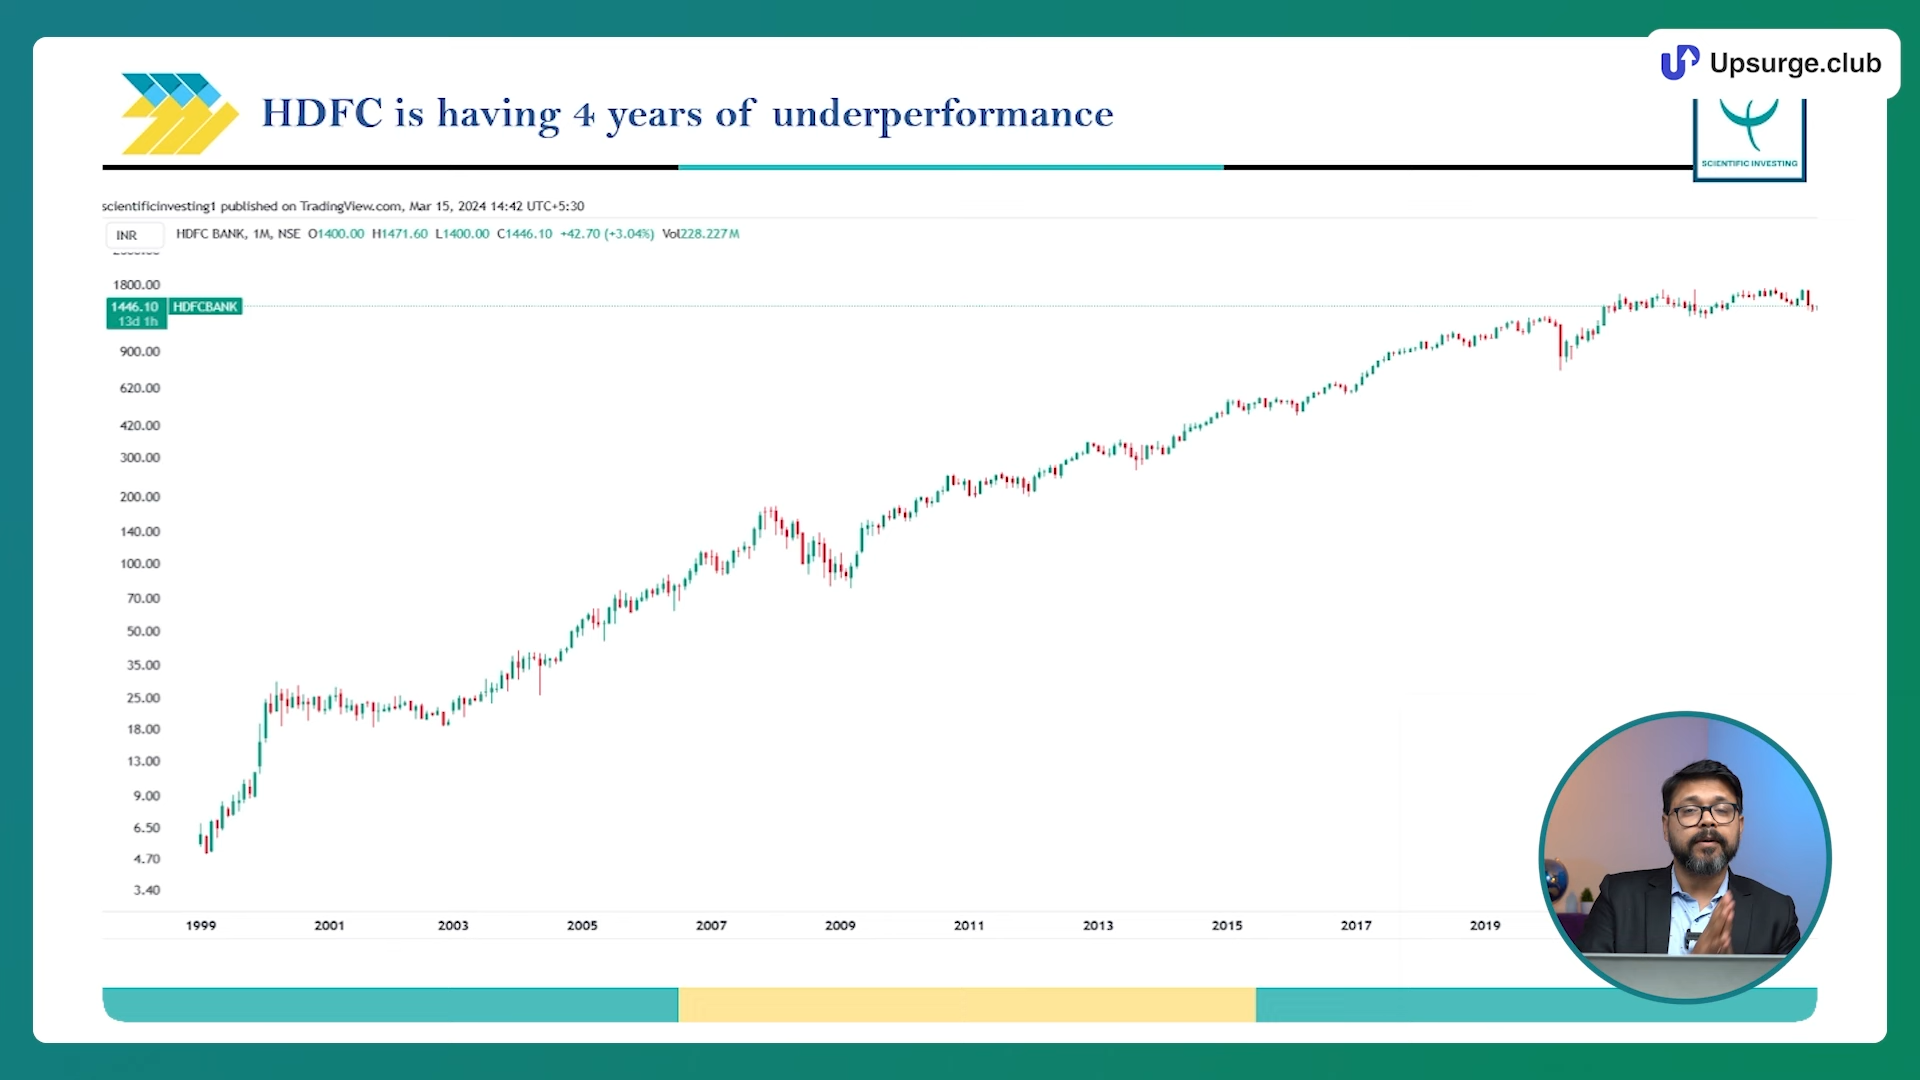 Upsurge.club
HDFC is having 4 years of underperformance
SCIENTIFIC INVESTING
scientificinvesting1 published on TradingView.com, Mar 15, 2024 14:42 UTC+5:30
INR
HDFC BANK, 1M, NSE O1400.00 H1471.60 L1400.00 C1446.10 +42.70 (+3.04%) Vol228.227M
1800.00
1446.10 HDFCBANK
13d 1h
900.00
620.00
420.00
300.00
200.00
140.00
100.00
70.00
50.00
35.00
25.00
18.00
13.00
9.00
6.50
4.70
3.40
1999 2001 2003 2005 2007 2009 2011 2013 2015 2017 2019